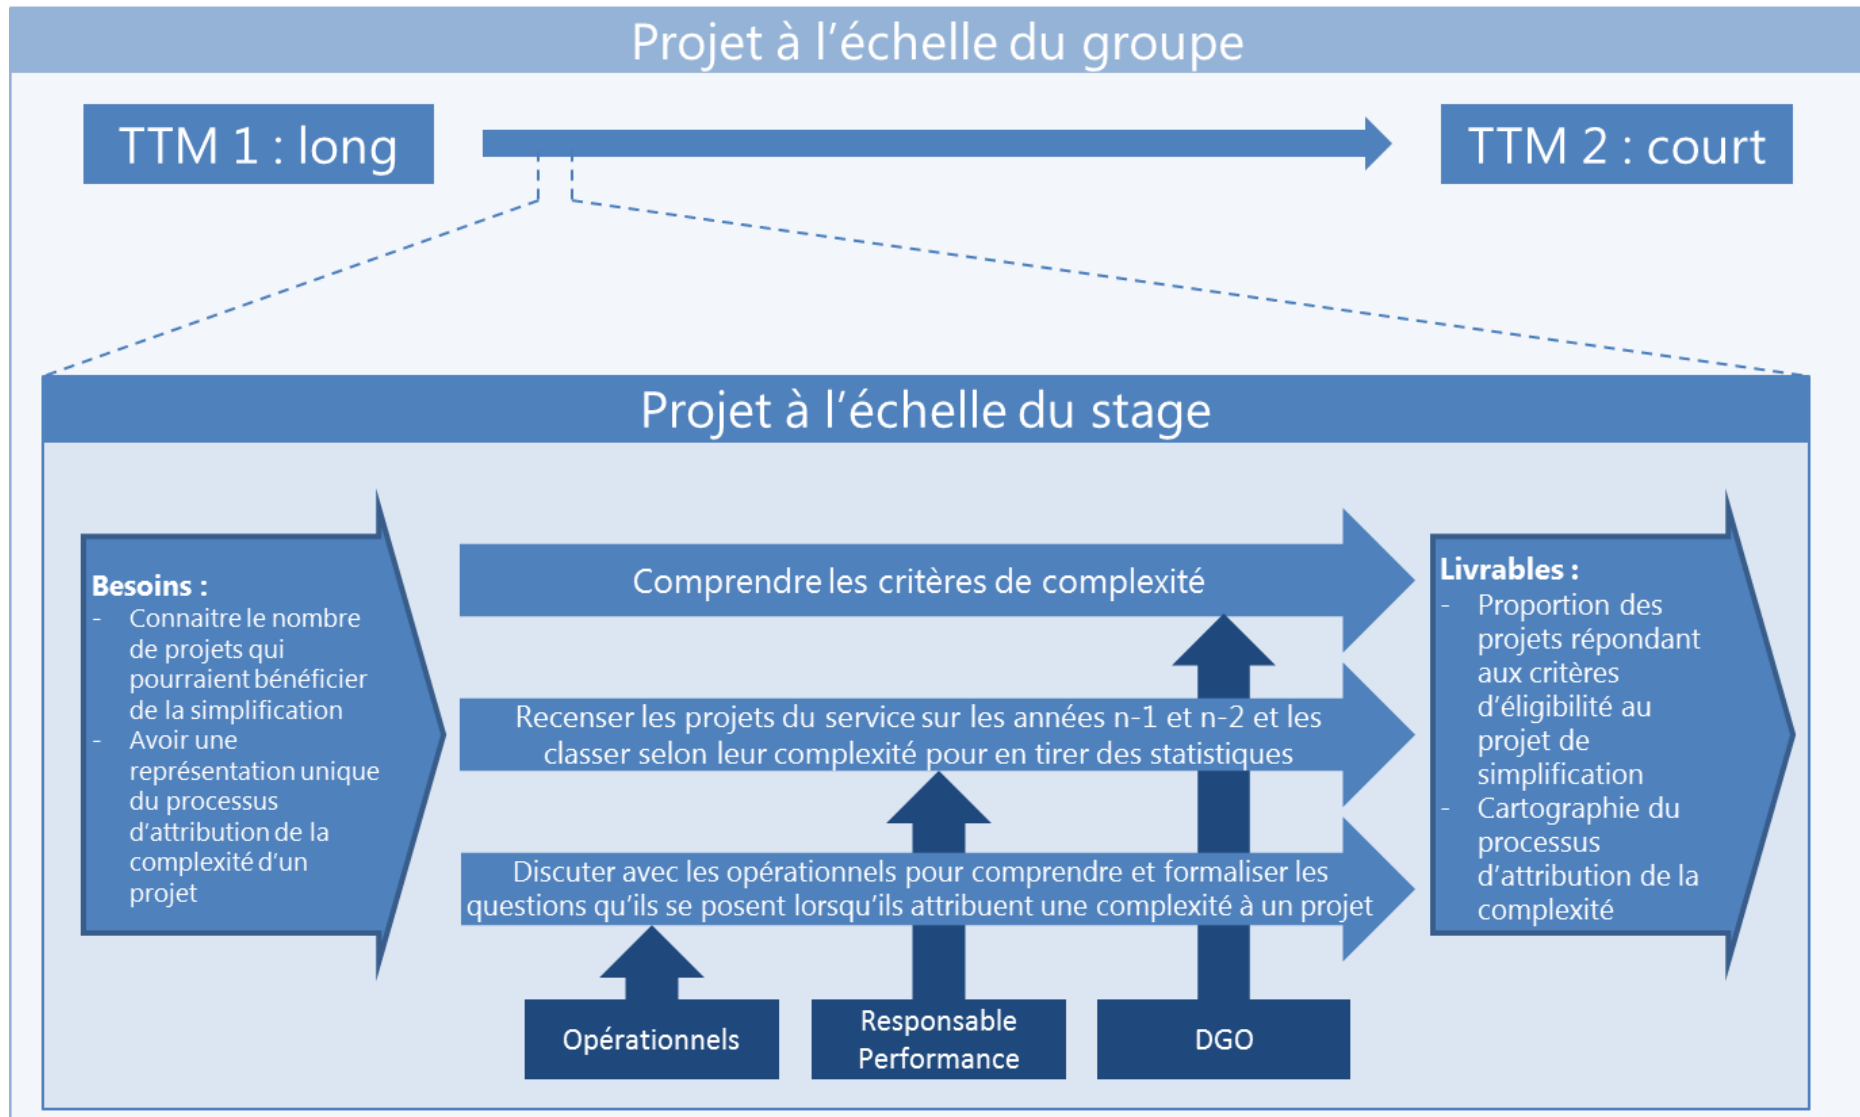 Projet à l’échelle du groupe
TTM 1 : long
TTM 2 : court
Projet à l’échelle du stage
Besoins :
- Connaitre le nombre
de projets qui
pourraient bénéficier
de la simplification
- Avoir une
représentation unique
du processus
d’attribution de la
complexité d’un
projet
Comprendre les critères de complexité
Recenser les projets du service sur les années n-1 et n-2 et les
classer selon leur complexité pour en tirer des statistiques
Discuter avec les opérationnels pour comprendre et formaliser les
questions qu’ils se posent lorsqu’ils attribuent une complexité à un projet
Opérationnels
Responsable
Performance
DGO
Livrables :
- Proportion des
projets répondant
aux critères
d’éligibilité au
projet de
simplification
- Cartographie du
processus
d’attribution de la
complexité